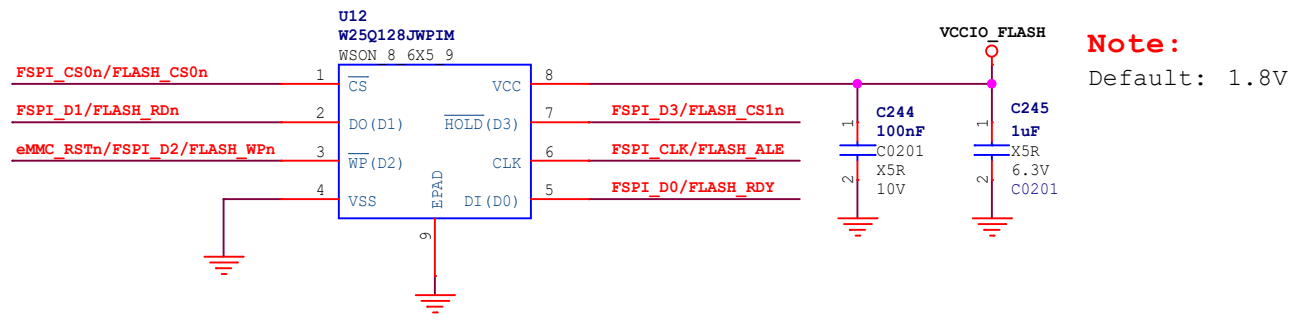 U12
W25Q128JWPIM
WSON_8_6X5_9
VCCIO_FLASH
Note:
Default: 1.8V
FSPI_CS0n/FLASH_CS0n
1
CS
VCC
8
FSPI_D1/FLASH_RDn
2
DO(D1)
HOLD(D3)
7
FSPI_D3/FLASH_CS1n
eMMC_RSTn/FSPI_D2/FLASH_WPn
3
WP(D2)
CLK
6
FSPI_CLK/FLASH_ALE
4
VSS
EPAD
DI(D0)
5
FSPI_D0/FLASH_RDY
9
1
2
C244
100nF
C0201
X5R
10V
1
2
C245
1uF
X5R
6.3V
C0201